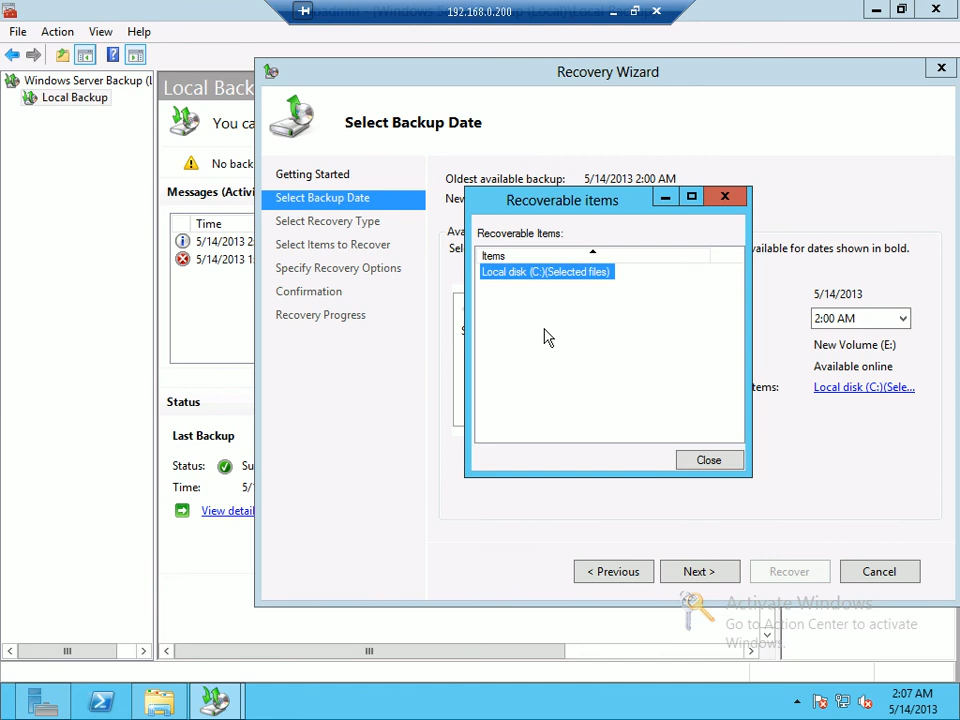 192.168.0.200
File Action View Help
Windows Server Backup (L
Local Backup
Local Back
You ca
No back
Messages (Activi
Time
5/14/2013 2:
5/14/2013 1:
Status
Last Backup
Status: Su
Time: 5/1
View detail
Recovery Wizard
Select Backup Date
Getting Started
Select Backup Date
Select Recovery Type
Select Items to Recover
Specify Recovery Options
Confirmation
Recovery Progress
Oldest available backup: 5/14/2013 2:00 AM
New
Ava
Sele
vailable for dates shown in bold.
S
5/14/2013
2:00 AM
New Volume (E:)
Available online
tems: Local disk (C:)(Sele...
Recoverable items
Recoverable Items:
Items
Local disk (C:)(Selected files)
Close
< Previous
Next >
Recover
Cancel
Activate Windows
Go to Action Center to activate
Windows.
2:07 AM
5/14/2013